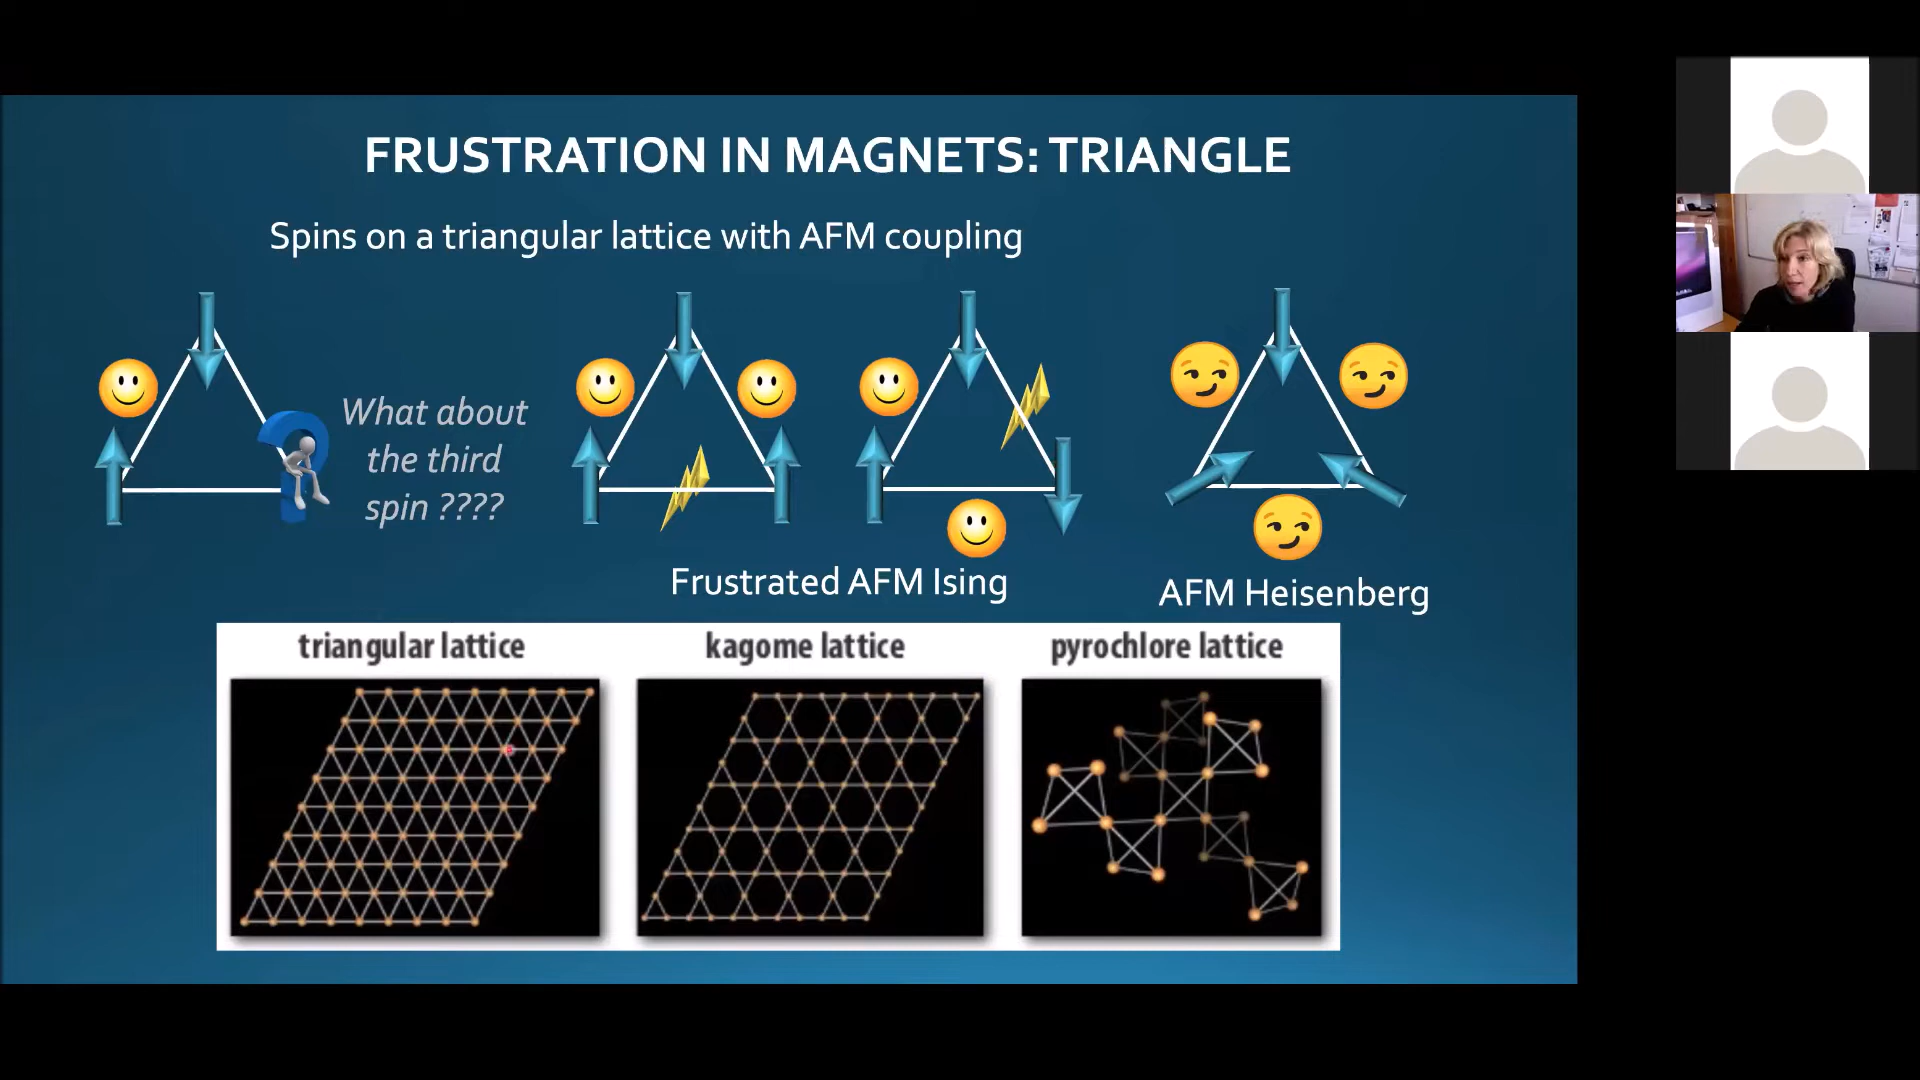 FRUSTRATION IN MAGNETS: TRIANGLE
Spins on a triangular lattice with AFM coupling
What about
the third
spin ????
Frustrated AFM Ising
AFM Heisenberg
triangular lattice
kagome lattice
pyrochlore lattice